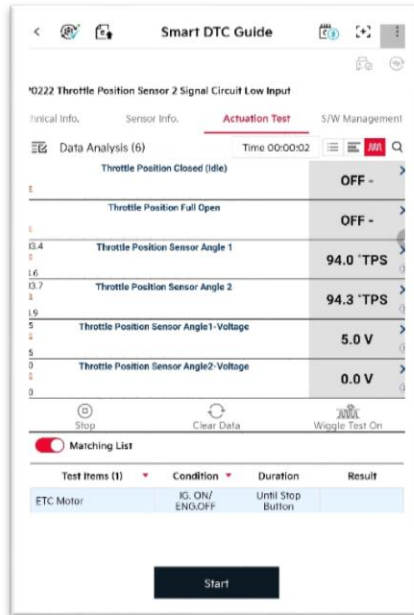 Smart DTC Guide
0222 Throttle Position Sensor 2 Signal Circuit Low Input
hnical Info. Sensor Info. Actuation Test S/W Management
Data Analysis (6) Time 00:00:02
Throttle Position Closed (Idle) OFF -
Throttle Position Full Open OFF -
Throttle Position Sensor Angle 1 94.0 °TPS
Throttle Position Sensor Angle 2 94.3 °TPS
Throttle Position Sensor Angle1-Voltage 5.0 V
Throttle Position Sensor Angle2-Voltage 0.0 V
Stop Clear Data Wiggle Test On
Matching List
Test Items (1) Condition Duration Result
ETC Motor IG. ON/ Until Stop
ENG.OFF Button
Start